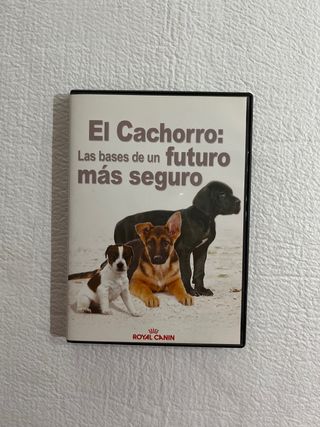 El Cachorro:
Las bases de un futuro
más seguro
ROYAL CANIN